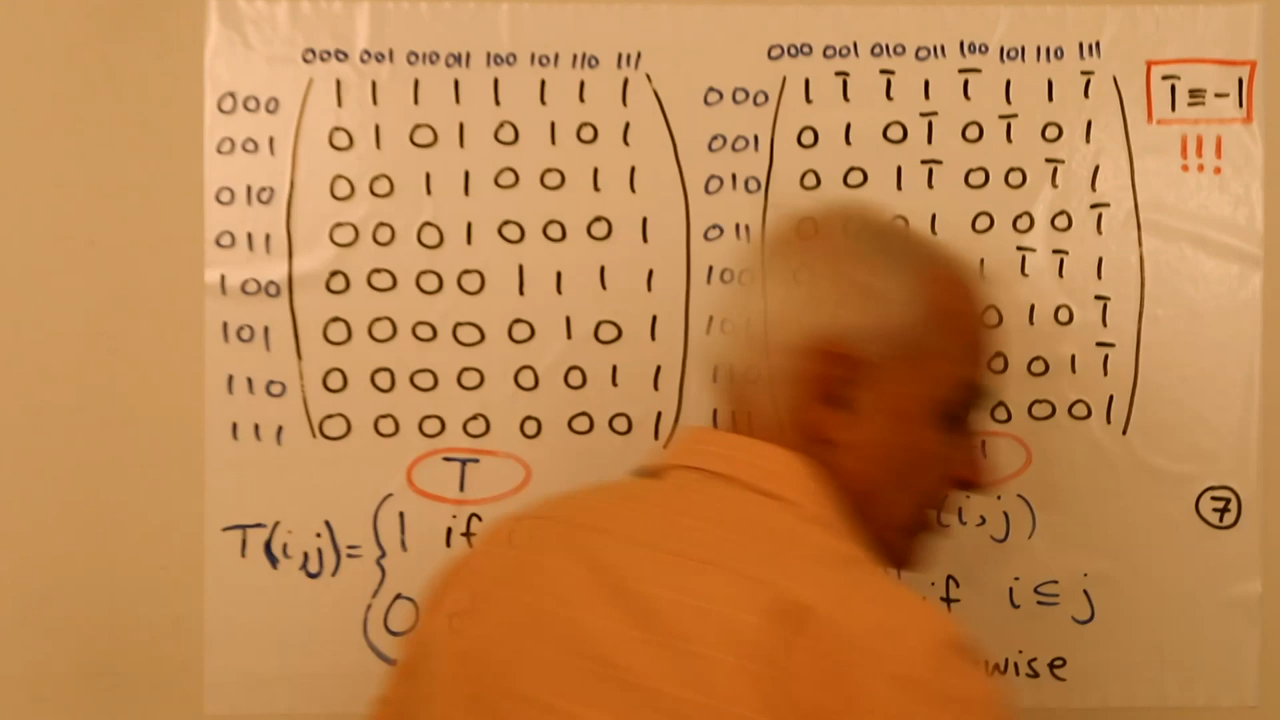 000 001 010 011 100 101 110 111
000 1 1 1 1 1 1 1 1
001 0 1 0 1 0 1 0 1
010 0 0 1 1 0 0 1 1
011 0 0 0 1 0 0 0 1
100 0 0 0 0 1 1 1 1
101 0 0 0 0 0 1 0 1
110 0 0 0 0 0 0 1 1
111 0 0 0 0 0 0 0 1
T
T(i,j)={1 if
0
000 001 010 011 100 101 110 111
000 1 1̅ 1̅ 1 1̅ 1 1 1̅
001 0 1 0 1̅ 0 1̅ 0 1
010 0 0 1 1̅ 0 0 1̅ 1
011 1 0 0 0 1̅
100 1 1̅ 1̅ 1
0 1 0 1̅
0 0 1 1̅
0 0 0 1
(i,j)
if i ⊆ j
wise
1̅ ≡ -1
!!!
7